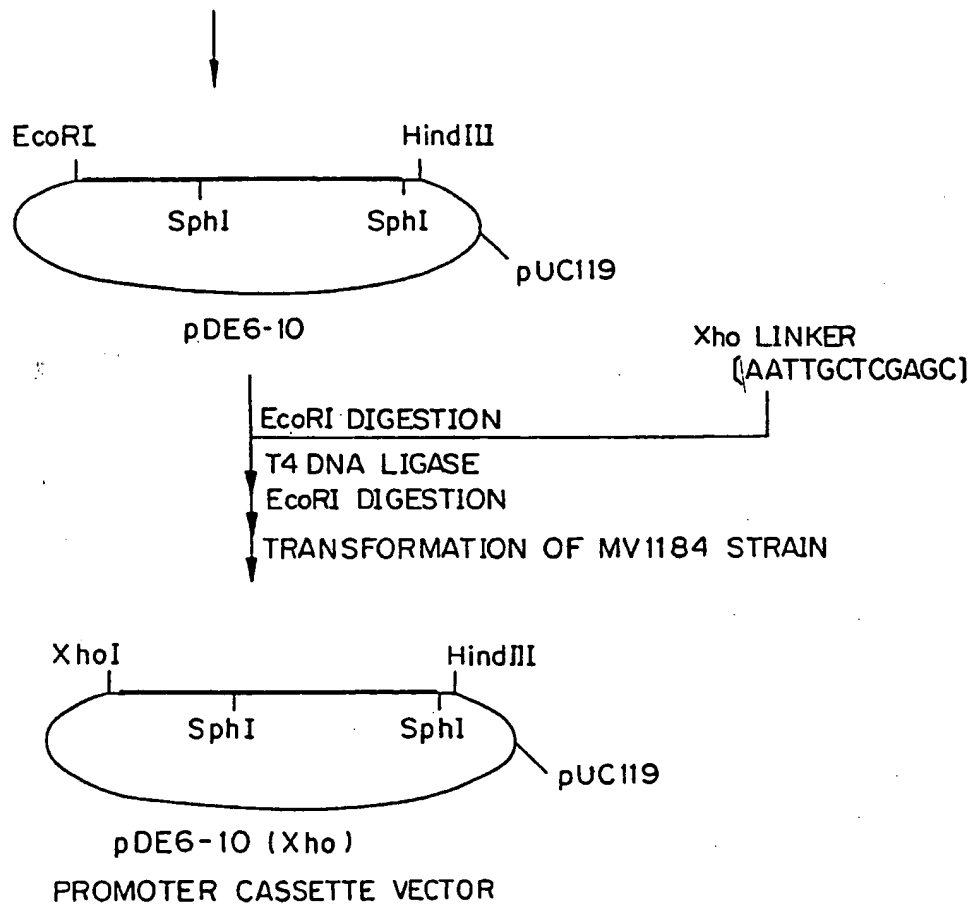 EcoRI
HindIII
SphI
SphI
pUC119
pDE6-10
Xho LINKER
[AATTGCTCGAGC]
EcoRI DIGESTION
T4 DNA LIGASE
EcoRI DIGESTION
TRANSFORMATION OF MV1184 STRAIN
XhoI
HindIII
SphI
SphI
pUC119
pDE6-10 (Xho)
PROMOTER CASSETTE VECTOR